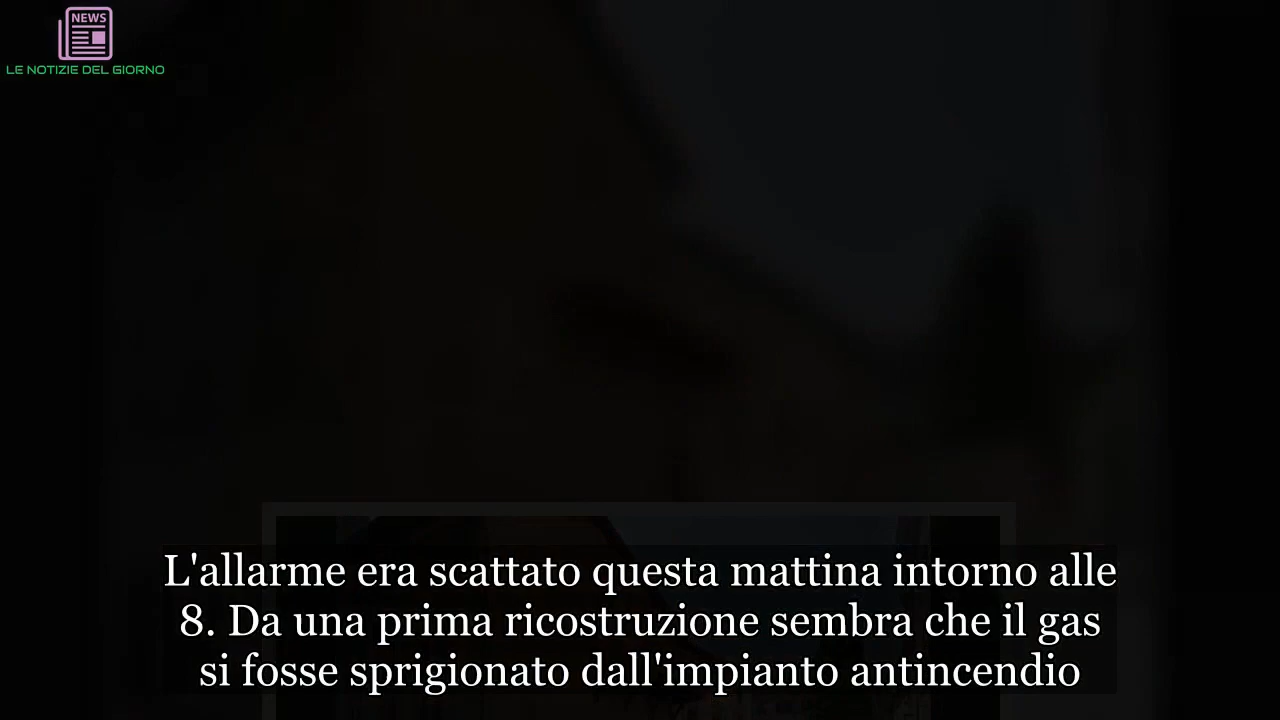 NEWS
LE NOTIZIE DEL GIORNO
L'allarme era scattato questa mattina intorno alle
8. Da una prima ricostruzione sembra che il gas
si fosse sprigionato dall'impianto antincendio